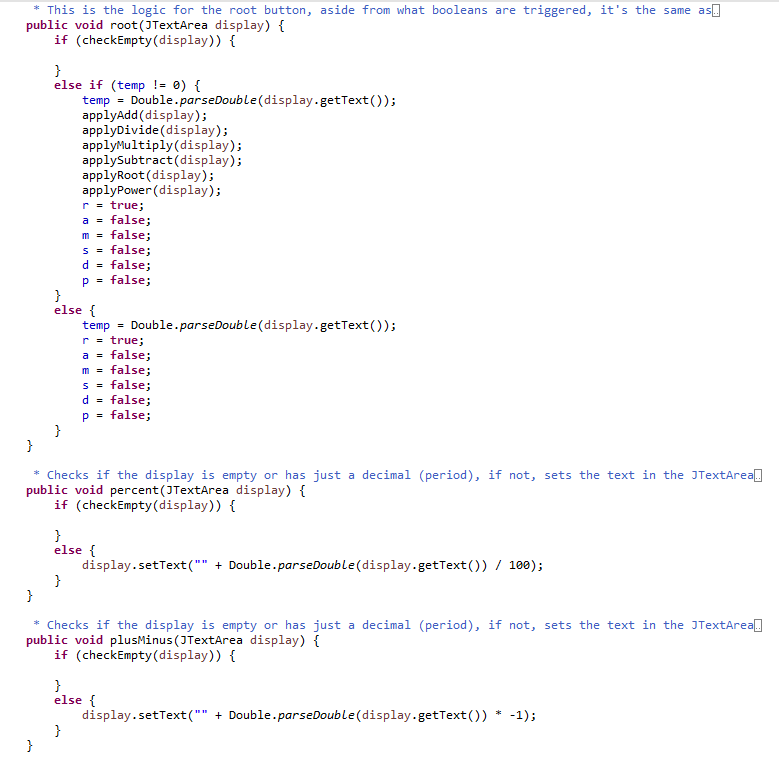 * This is the logic for the root button, aside from what booleans are triggered, it's the same as
public void root(JTextArea display) {
if (checkEmpty(display)) {
}
else if (temp != 0) {
temp = Double.parseDouble(display.getText());
applyAdd(display);
applyDivide(display);
applyMultiply(display);
applySubtract(display);
applyRoot(display);
applyPower(display);
r = true;
a = false;
m = false;
s = false;
d = false;
p = false;
}
else {
temp = Double.parseDouble(display.getText());
r = true;
a = false;
m = false;
s = false;
d = false;
p = false;
}
}
* Checks if the display is empty or has just a decimal (period), if not, sets the text in the JTextArea
public void percent(JTextArea display) {
if (checkEmpty(display)) {
}
else {
display.setText("" + Double.parseDouble(display.getText()) / 100);
}
}
* Checks if the display is empty or has just a decimal (period), if not, sets the text in the JTextArea
public void plusMinus(JTextArea display) {
if (checkEmpty(display)) {
}
else {
display.setText("" + Double.parseDouble(display.getText()) * -1);
}
}